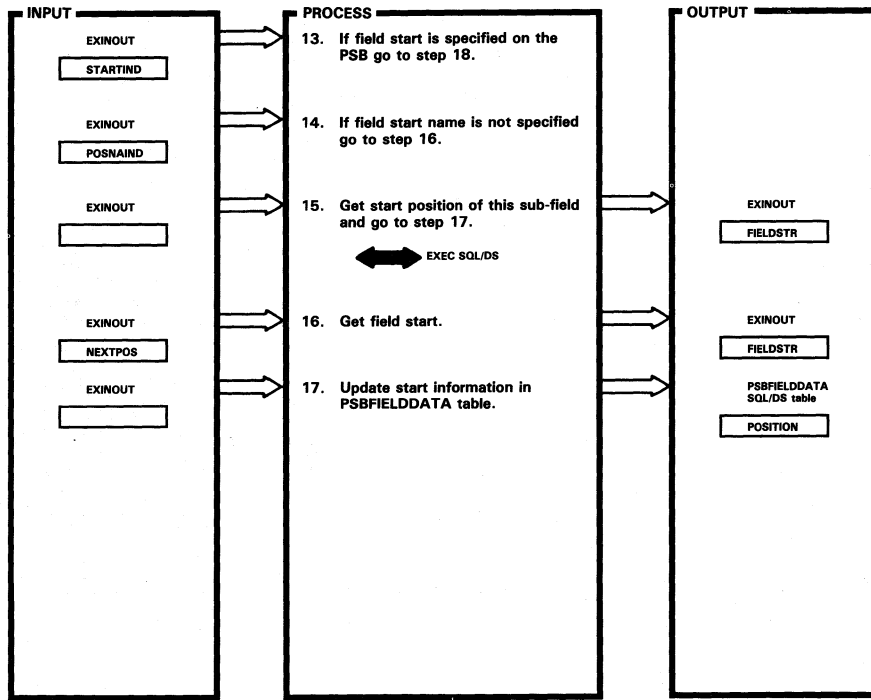 INPUT
EXINOUT
STARTIND
EXINOUT
POSNAIND
EXINOUT
EXINOUT
NEXTPOS
EXINOUT
PROCESS
13. If field start is specified on the
PSB go to step 18.
14. If field start name is not specified
go to step 16.
15. Get start position of this sub-field
and go to step 17.
EXEC SQL/DS
16. Get field start.
17. Update start information in
PSBFIELDDATA table.
OUTPUT
EXINOUT
FIELDSTR
EXINOUT
FIELDSTR
PSBFIELDDATA
SQL/DS table
POSITION